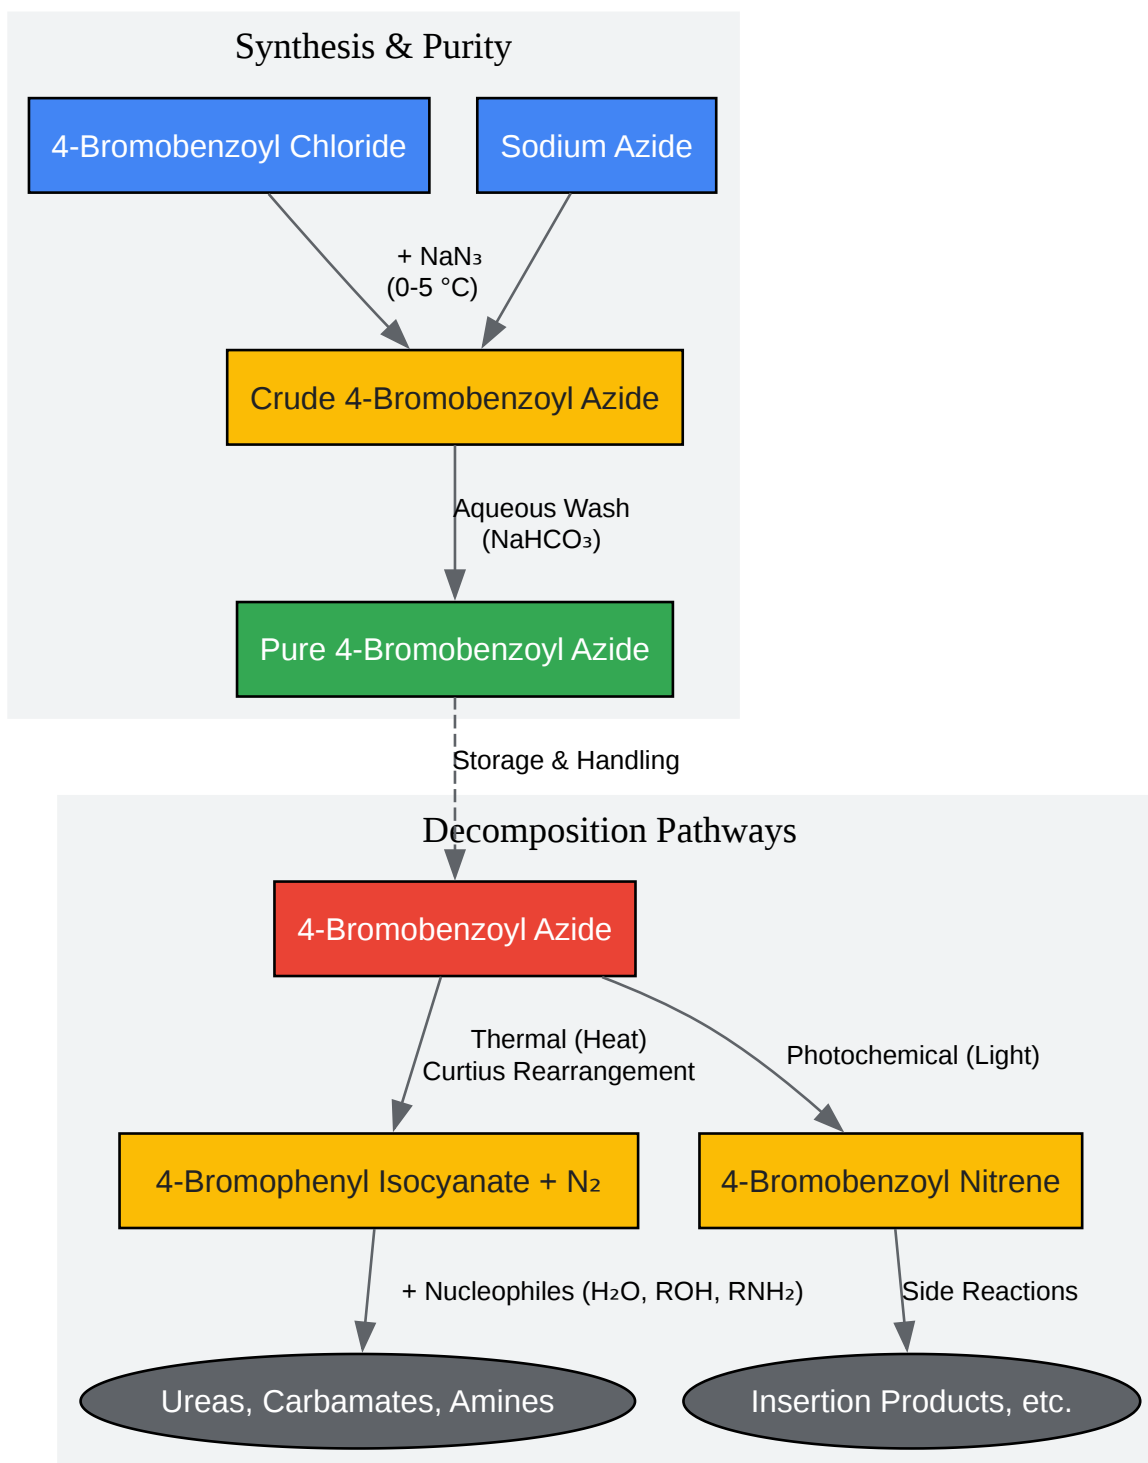 Synthesis & Purity
4-Bromobenzoyl Chloride
Sodium Azide
+ NaN₃
(0-5 °C)
Crude 4-Bromobenzoyl Azide
Aqueous Wash
(NaHCO₃)
Pure 4-Bromobenzoyl Azide
Storage & Handling
Decomposition Pathways
4-Bromobenzoyl Azide
Thermal (Heat)
Curtius Rearrangement
Photochemical (Light)
4-Bromophenyl Isocyanate + N₂
4-Bromobenzoyl Nitrene
+ Nucleophiles (H₂O, ROH, RNH₂)
Side Reactions
Ureas, Carbamates, Amines
Insertion Products, etc.